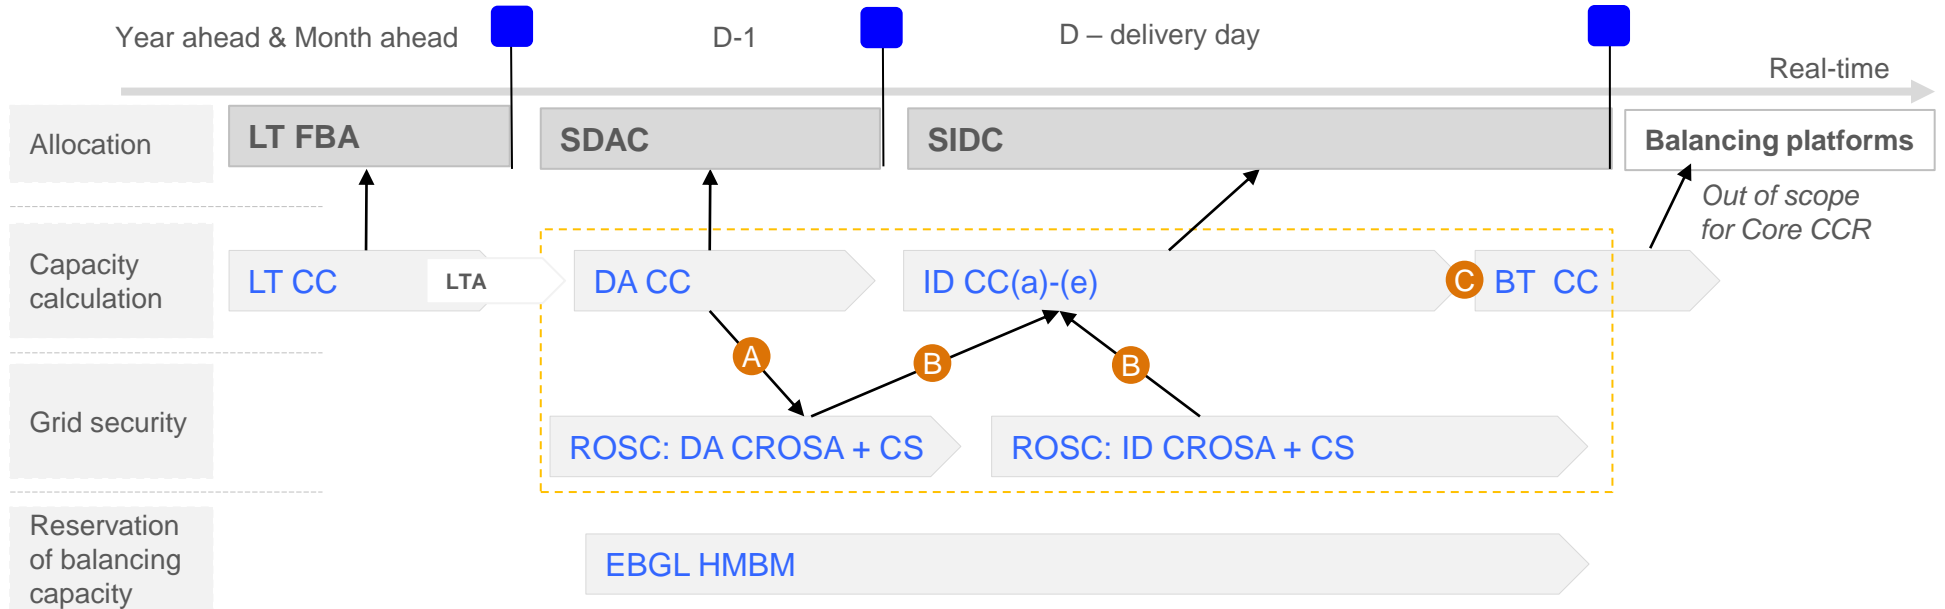 Year ahead & Month ahead
D-1
D – delivery day
Real-time
Allocation
LT FBA
SDAC
SIDC
Balancing platforms
Out of scope
for Core CCR
Capacity
calculation
LT CC
LTA
DA CC
ID CC(a)-(e)
C
BT CC
A
B
B
Grid security
ROSC: DA CROSA + CS
ROSC: ID CROSA + CS
Reservation
of balancing
capacity
EBGL HMBM